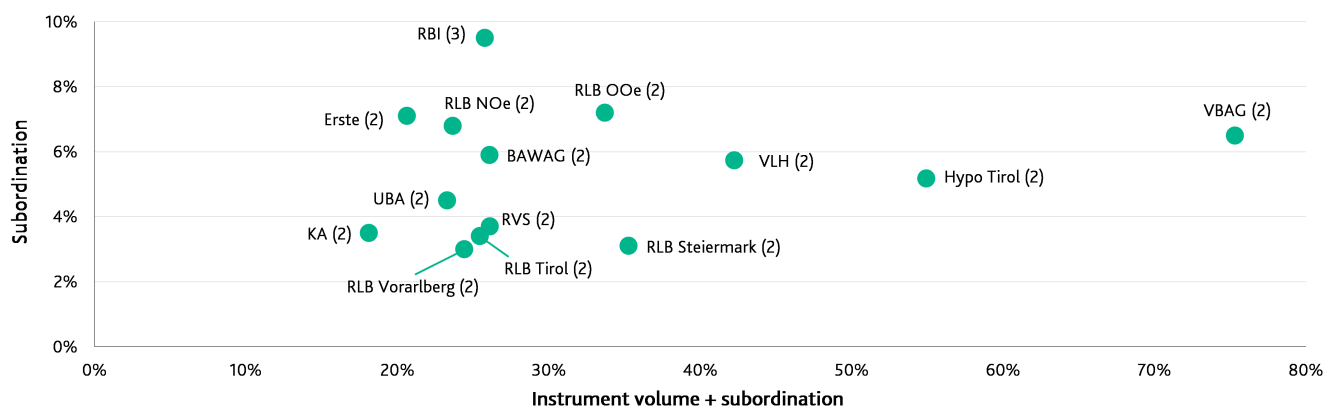 10%
8%
6%
4%
2%
0%
Subordination
RBI (3)
RLB OOe (2)
RLB NOe (2)
VBAG (2)
Erste (2)
BAWAG (2)
VLH (2)
Hypo Tirol (2)
UBA (2)
RVS (2)
KA (2)
RLB Steiermark (2)
RLB Tirol (2)
RLB Vorarlberg (2)
0%
10%
20%
30%
40%
50%
60%
70%
80%
Instrument volume + subordination